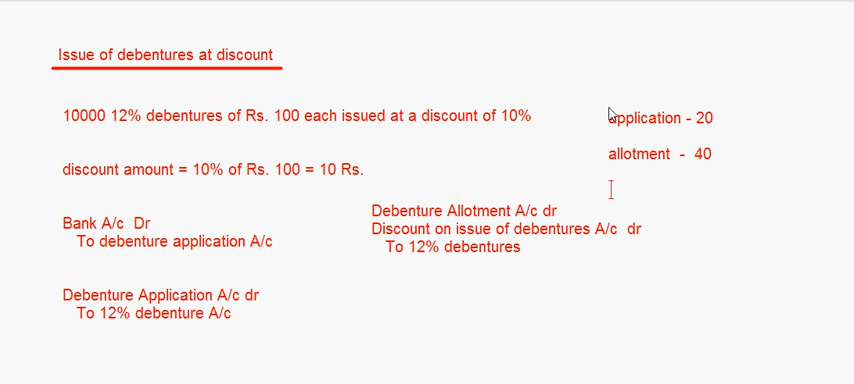 Issue of debentures at discount
10000 12% debentures of Rs. 100 each issued at a discount of 10%
application - 20
allotment - 40
discount amount = 10% of Rs. 100 = 10 Rs.
Bank A/c Dr
To debenture application A/c
Debenture Allotment A/c dr
Discount on issue of debentures A/c dr
To 12% debentures
Debenture Application A/c dr
To 12% debenture A/c